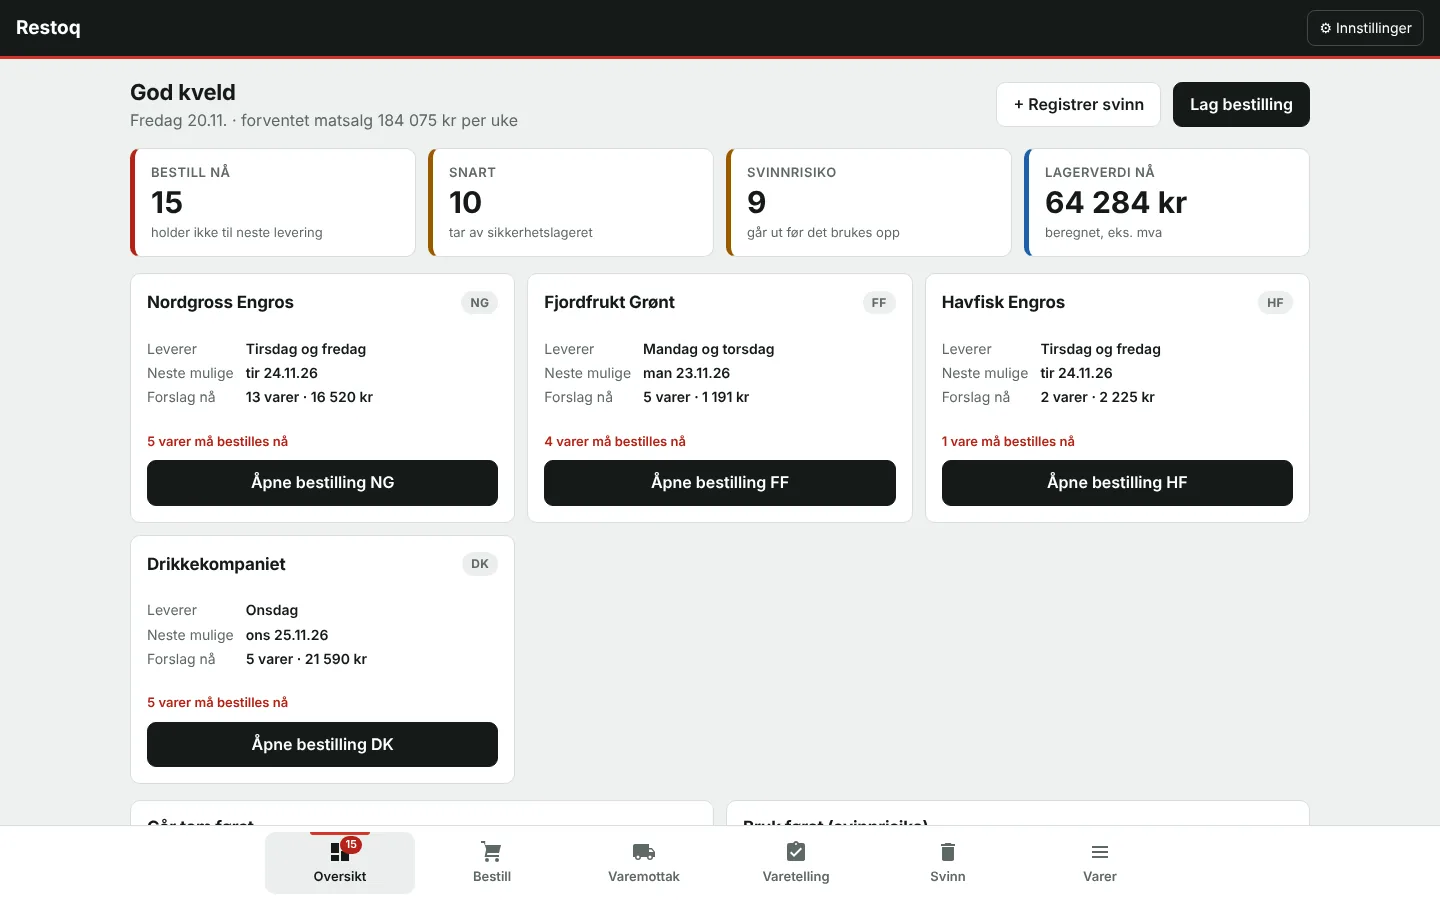 Restoq
⚙ Innstillinger
God kveld
Fredag 20.11. · forventet matsalg 184 075 kr per uke
+ Registrer svinn
Lag bestilling
BESTILL NÅ
15
holder ikke til neste levering
SNART
10
tar av sikkerhetslageret
SVINNRISIKO
9
går ut før det brukes opp
LAGERVERDI NÅ
64 284 kr
beregnet, eks. mva
Nordgross Engros
NG
Leverer Tirsdag og fredag
Neste mulige tir 24.11.26
Forslag nå 13 varer · 16 520 kr
5 varer må bestilles nå
Åpne bestilling NG
Fjordfrukt Grønt
FF
Leverer Mandag og torsdag
Neste mulige man 23.11.26
Forslag nå 5 varer · 1 191 kr
4 varer må bestilles nå
Åpne bestilling FF
Havfisk Engros
HF
Leverer Tirsdag og fredag
Neste mulige tir 24.11.26
Forslag nå 2 varer · 2 225 kr
1 vare må bestilles nå
Åpne bestilling HF
Drikkekompaniet
DK
Leverer Onsdag
Neste mulige ons 25.11.26
Forslag nå 5 varer · 21 590 kr
5 varer må bestilles nå
Åpne bestilling DK
Går tom først
Bruk først (svinnrisiko)
15
Oversikt
Bestill
Varemottak
Varetelling
Svinn
Varer